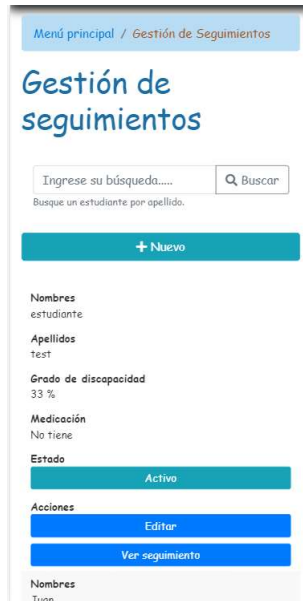 Menú principal / Gestión de Seguimientos
Gestión de
seguimientos
Ingrese su búsqueda.....
Buscar
Busque un estudiante por apellido.
+ Nuevo
Nombres
estudiante
Apellidos
test
Grado de discapacidad
33 %
Medicación
No tiene
Estado
Activo
Acciones
Editar
Ver seguimiento
Nombres
Juan